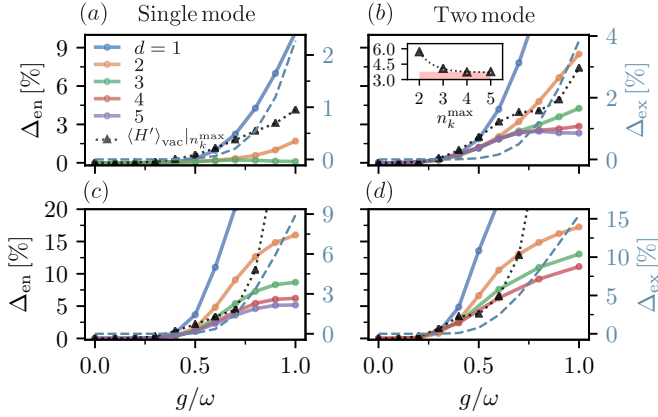 (a) Single mode
(b) Two mode
Δen [%]
9
6
3
0
d = 1
2
3
4
5
⟨H′⟩vac|nkmax
2
1
0
6.0
4.5
3.0
2 3 4 5
nkmax
4
2
0
Δex [%]
(c)
(d)
Δen [%]
20
15
10
5
0
9
6
3
0
15
10
5
0
Δex [%]
0.0 0.5 1.0
g/ω
0.0 0.5 1.0
g/ω